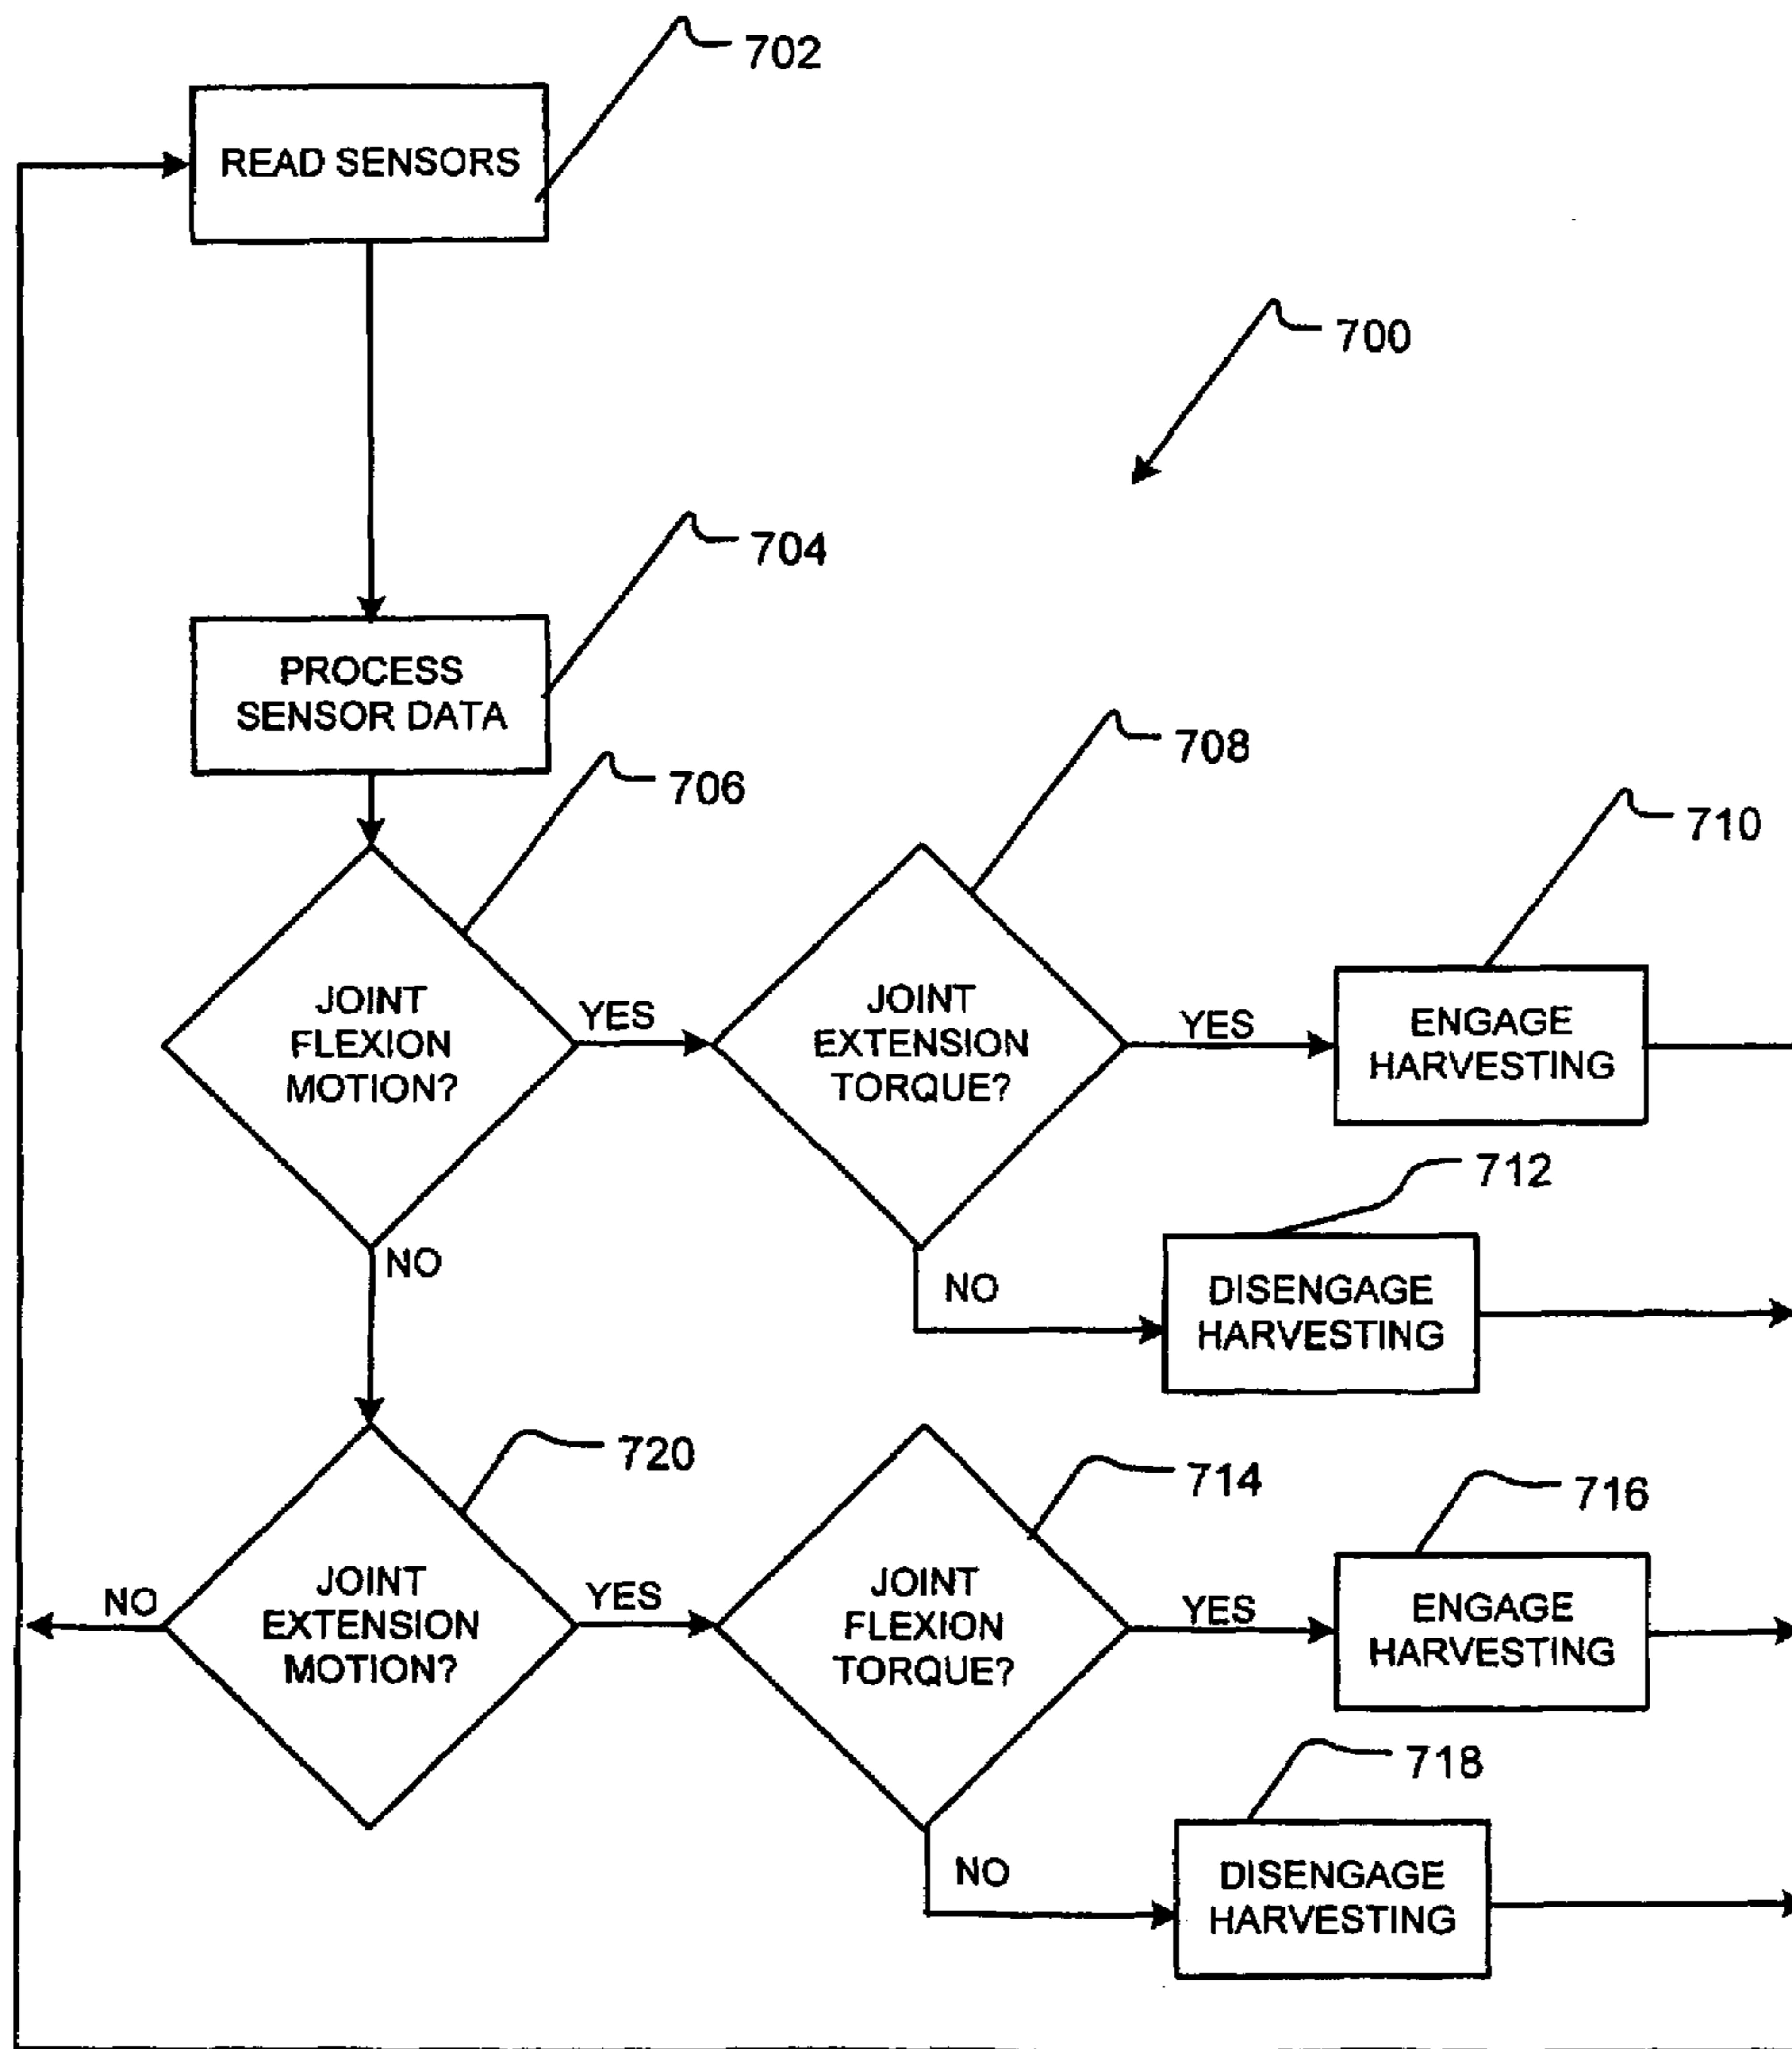 702
READ SENSORS
700
704
PROCESS
SENSOR DATA
706
708
710
JOINT
FLEXION
MOTION?
YES
JOINT
EXTENSION
TORQUE?
YES
ENGAGE
HARVESTING
712
NO
NO
DISENGAGE
HARVESTING
720
714
716
NO
JOINT
EXTENSION
MOTION?
YES
JOINT
FLEXION
TORQUE?
YES
ENGAGE
HARVESTING
718
NO
DISENGAGE
HARVESTING